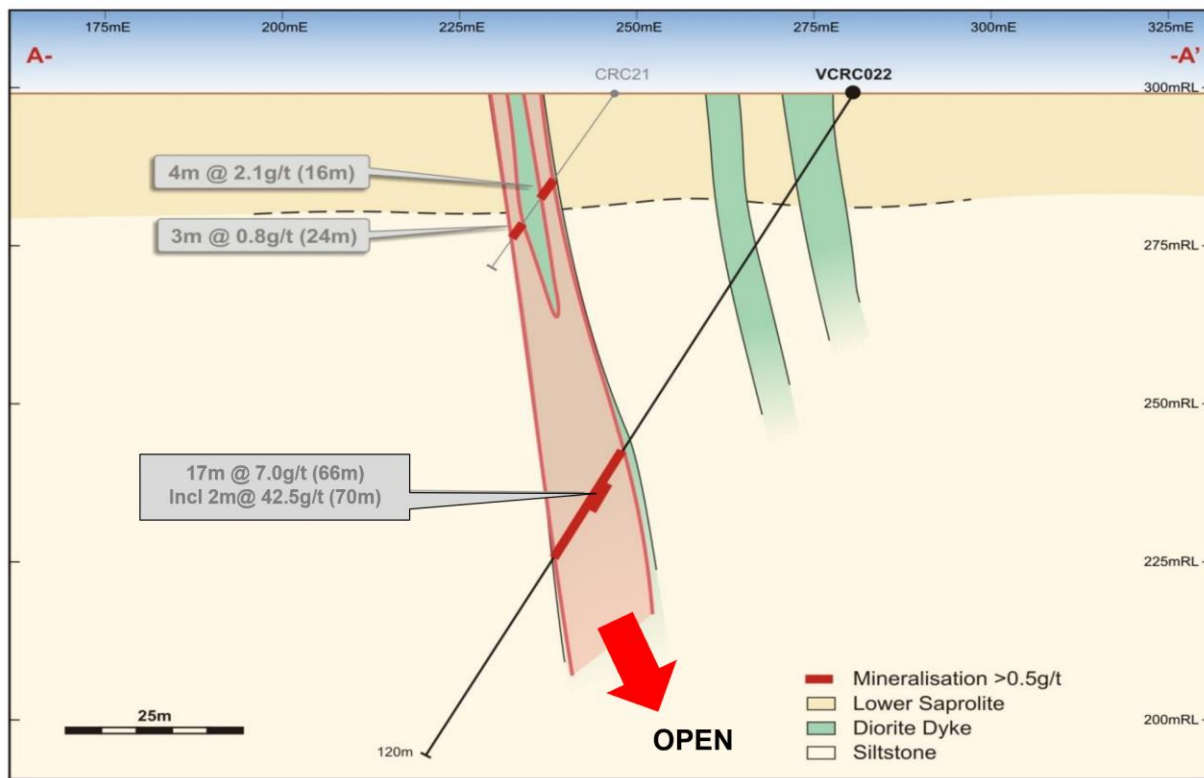 175mE 200mE 225mE 250mE 275mE 300mE 325mE
A- -A'
CRC21 VCRC022
300mRL
4m @ 2.1g/t (16m)
3m @ 0.8g/t (24m)
275mRL
250mRL
17m @ 7.0g/t (66m)
Incl 2m@ 42.5g/t (70m)
225mRL
Mineralisation >0.5g/t
Lower Saprolite
25m
OPEN
Diorite Dyke
200mRL
120m
Siltstone